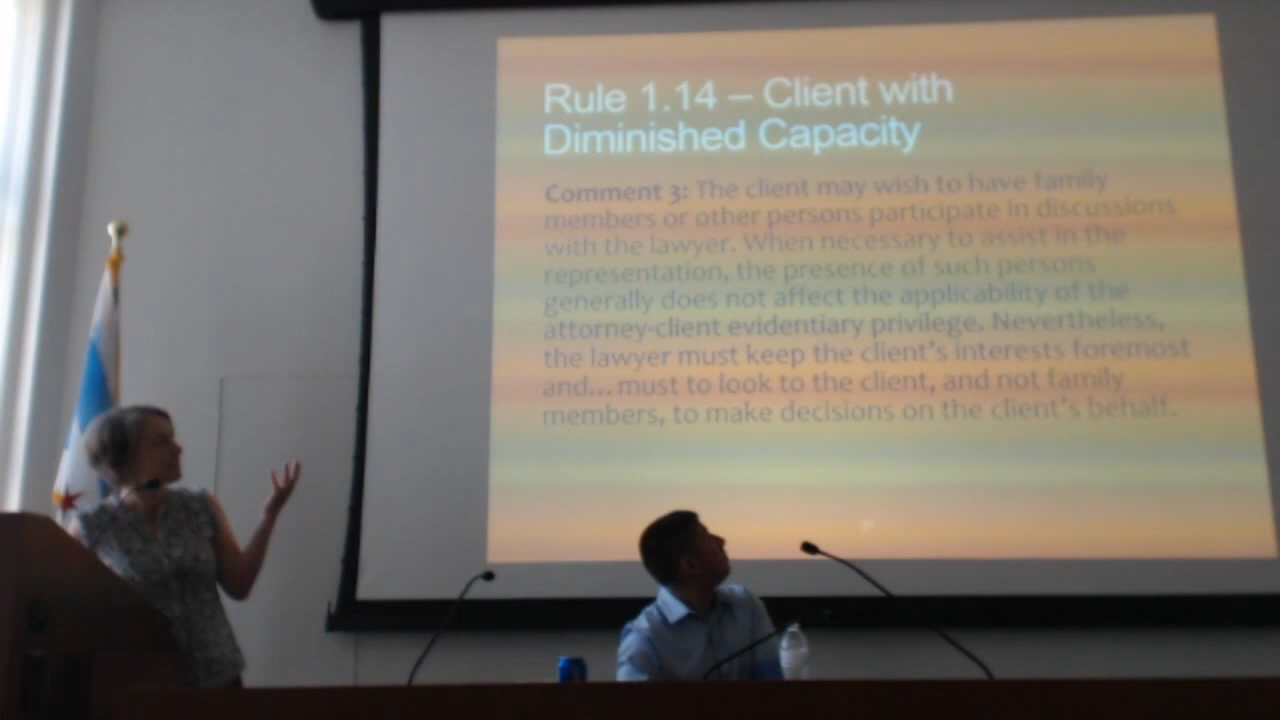 Rule 1.14 – Client with
Diminished Capacity
Comment 3: The client may wish to have family
members or other persons participate in discussions
with the lawyer. When necessary to assist in the
representation, the presence of such persons
generally does not affect the applicability of the
attorney-client evidentiary privilege. Nevertheless,
the lawyer must keep the client's interests foremost
and... must to look to the client, and not family
members, to make decisions on the client's behalf.